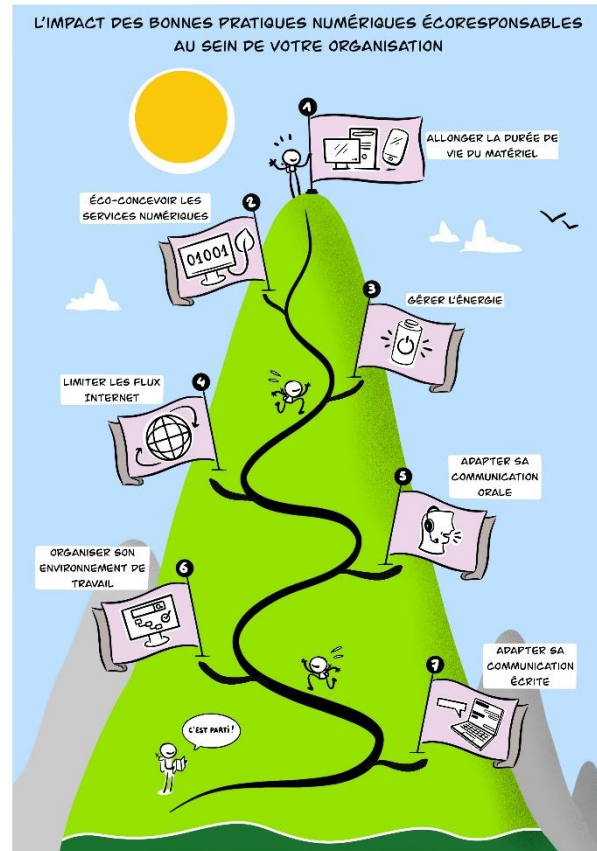 L'IMPACT DES BONNES PRATIQUES NUMÉRIQUES ÉCORESPONSABLES
AU SEIN DE VOTRE ORGANISATION
1
ALLONGER LA DURÉE DE
VIE DU MATÉRIEL
2
ÉCO-CONCEVOIR LES
SERVICES NUMÉRIQUES
01001
3
GÉRER L'ÉNERGIE
4
LIMITER LES FLUX
INTERNET
5
ADAPTER SA
COMMUNICATION
ORALE
6
ORGANISER SON
ENVIRONNEMENT DE
TRAVAIL
7
ADAPTER SA
COMMUNICATION
ÉCRITE
C'EST PARTI !